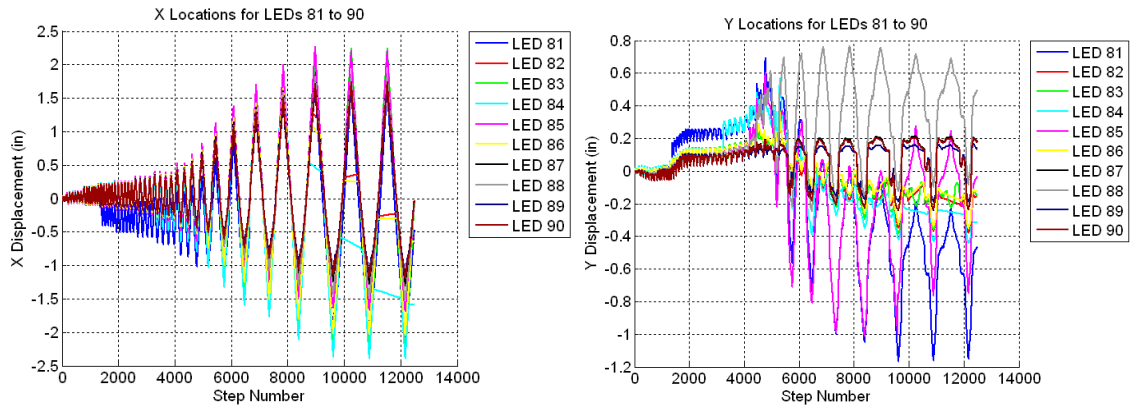 X Locations for LEDs 81 to 90
X Displacement (in)
2.5
2
1.5
1
0.5
0
-0.5
-1
-1.5
-2
-2.5
0 2000 4000 6000 8000 10000 12000 14000
Step Number
LED 81
LED 82
LED 83
LED 84
LED 85
LED 86
LED 87
LED 88
LED 89
LED 90
Y Locations for LEDs 81 to 90
Y Displacement (in)
0.8
0.6
0.4
0.2
0
-0.2
-0.4
-0.6
-0.8
-1
-1.2
0 2000 4000 6000 8000 10000 12000 14000
Step Number
LED 81
LED 82
LED 83
LED 84
LED 85
LED 86
LED 87
LED 88
LED 89
LED 90